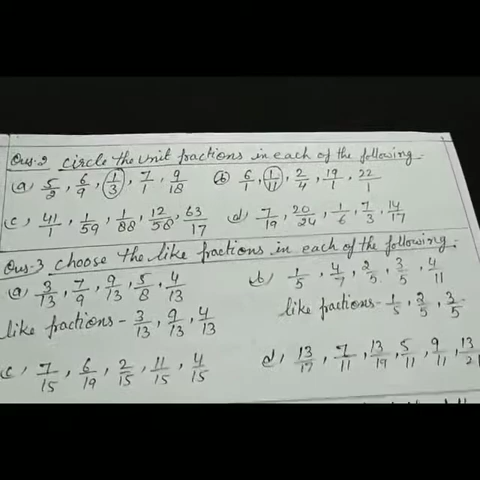 Ques.2 circle the unit fractions in each of the following.
(a) 5/2, 6/9, 1/3, 7/1, 9/18 (b) 6/1, 1/11, 2/4, 19/1, 22/1
c, 41/1, 1/59, 1/88, 12/58, 63/17 d, 7/19, 20/24, 1/6, 7/3, 14/17
Ques.3 choose the like fractions in each of the following.
(a) 3/13, 7/9, 9/13, 5/8, 4/13 b, 1/5, 4/7, 2/5, 3/5, 4/11
like fractions - 3/13, 9/13, 4/13 like fractions - 1/5, 2/5, 3/5
c, 7/15, 6/19, 2/15, 11/15, 4/15 d, 13/17, 7/11, 13/19, 5/11, 9/11